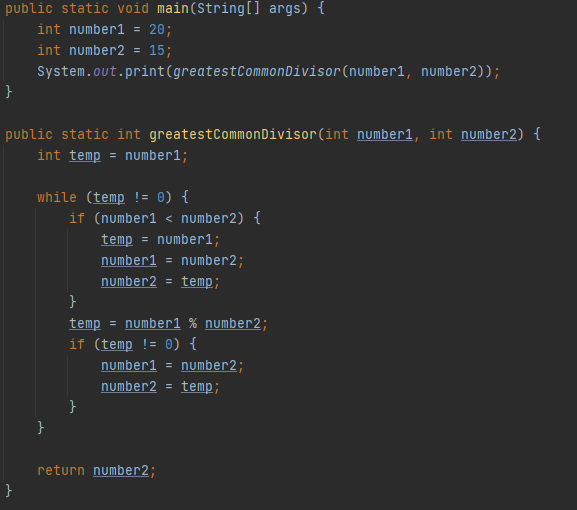 public static void main(String[] args) {
    int number1 = 20;
    int number2 = 15;
    System.out.print(greatestCommonDivisor(number1, number2));
}

public static int greatestCommonDivisor(int number1, int number2) {
    int temp = number1;

    while (temp != 0) {
        if (number1 < number2) {
            temp = number1;
            number1 = number2;
            number2 = temp;
        }
        temp = number1 % number2;
        if (temp != 0) {
            number1 = number2;
            number2 = temp;
        }
    }

    return number2;
}